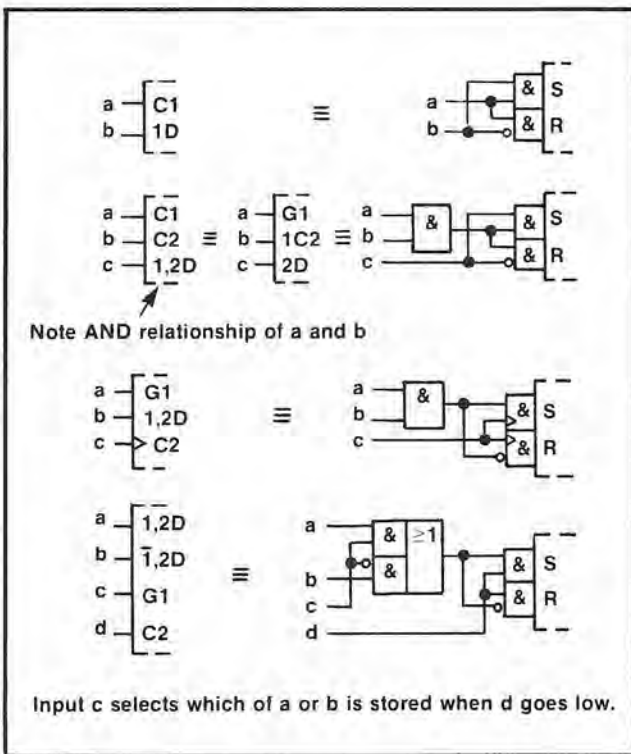 a C1 & S
b 1D ≡ a & R
b
a C1 a G1 a & & S
b C2 ≡ b 1C2 ≡ b & R
c 1,2D c 2D c
Note AND relationship of a and b
a G1 a & & S
b 1,2D ≡ b
c C2 c & R
a 1,2D a & ≥1 & S
b 1̅,2D ≡ b & & R
c G1 c
d C2 d
Input c selects which of a or b is stored when d goes low.